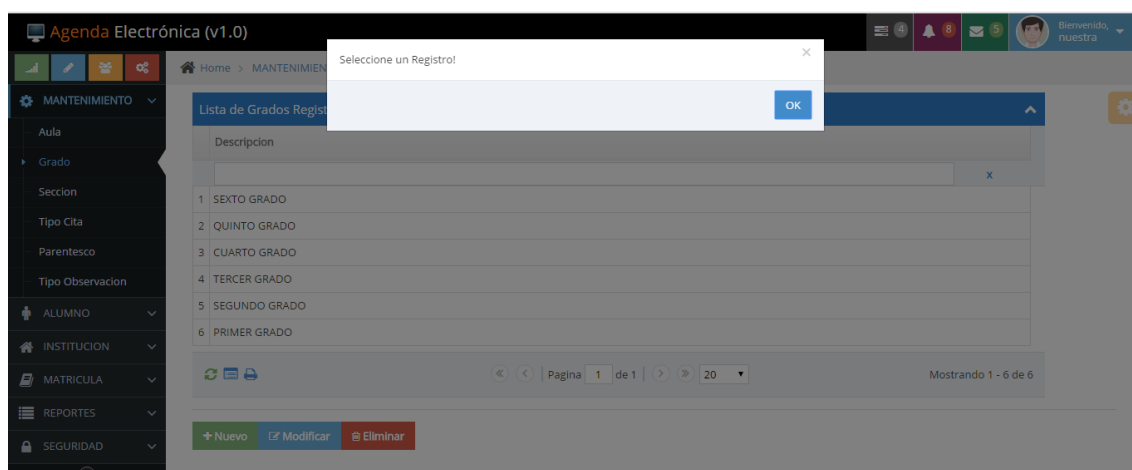 Agenda Electrónica (v1.0)
4
8
5
Bienvenido,
nuestra
Home > MANTENIMIEN
Seleccione un Registro!
×
OK
MANTENIMIENTO
Aula
Grado
Seccion
Tipo Cita
Parentesco
Tipo Observacion
ALUMNO
INSTITUCION
MATRICULA
REPORTES
SEGURIDAD
Lista de Grados Regist
Descripcion
x
1 SEXTO GRADO
2 QUINTO GRADO
3 CUARTO GRADO
4 TERCER GRADO
5 SEGUNDO GRADO
6 PRIMER GRADO
Pagina 1 de 1 20
Mostrando 1 - 6 de 6
+Nuevo Modificar Eliminar